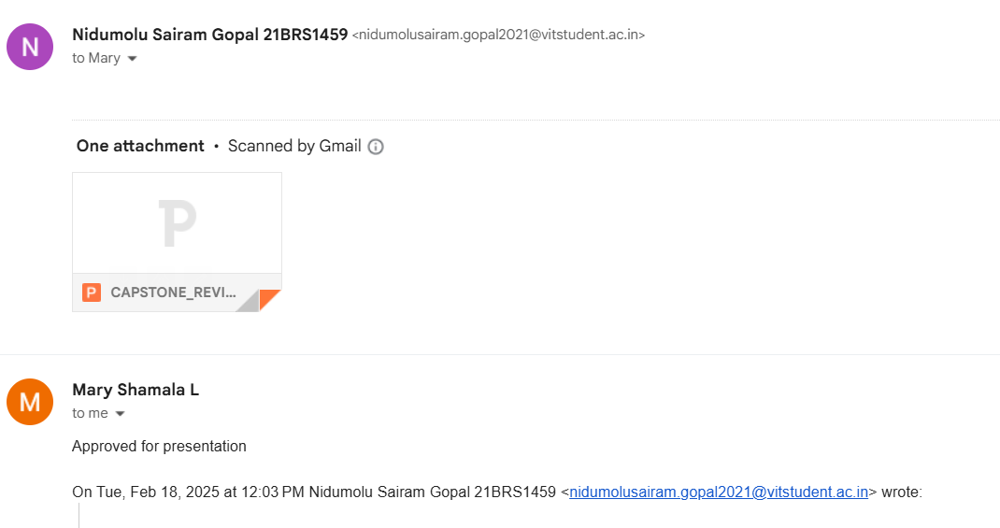 N
Nidumolu Sairam Gopal 21BRS1459 <nidumolusairam.gopal2021@vitstudent.ac.in>
to Mary
One attachment • Scanned by Gmail
P
P CAPSTONE_REVI...
M
Mary Shamala L
to me
Approved for presentation
On Tue, Feb 18, 2025 at 12:03 PM Nidumolu Sairam Gopal 21BRS1459 <nidumolusairam.gopal2021@vitstudent.ac.in> wrote: